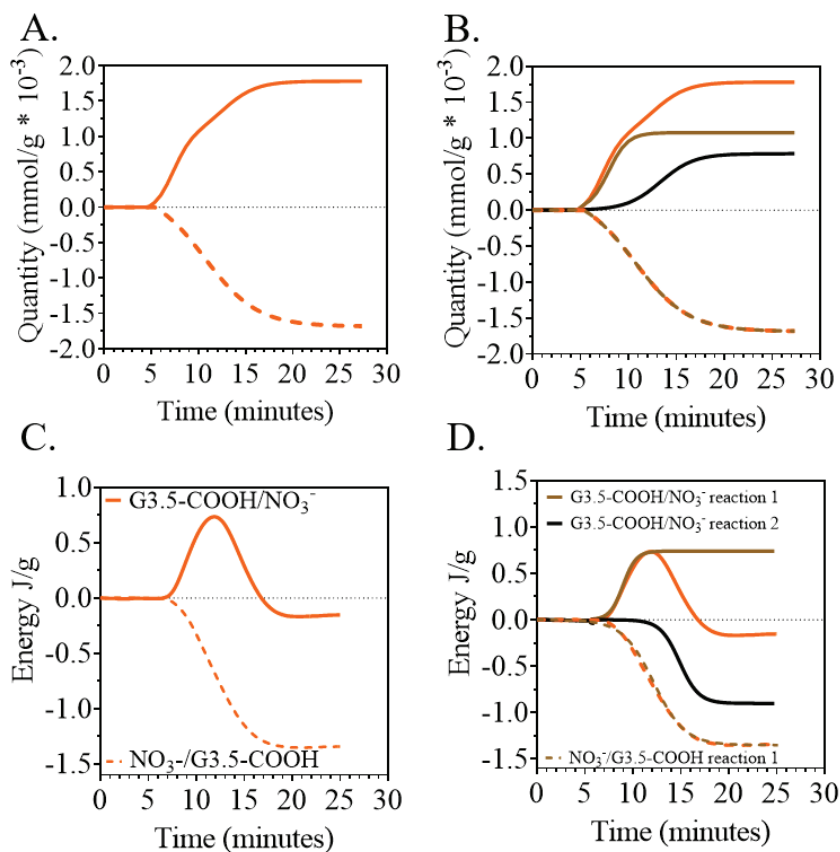 A.
Quantity (mmol/g * 10⁻³)
2.0
1.5
1.0
0.5
0.0
-0.5
-1.0
-1.5
-2.0
0 5 10 15 20 25 30
Time (minutes)
B.
Quantity (mmol/g * 10⁻³)
2.0
1.5
1.0
0.5
0.0
-0.5
-1.0
-1.5
-2.0
0 5 10 15 20 25 30
Time (minutes)
C.
Energy J/g
1.0
0.5
0.0
-0.5
-1.0
-1.5
G3.5-COOH/NO₃⁻
NO₃-/G3.5-COOH
0 5 10 15 20 25 30
Time (minutes)
D.
Energy J/g
1.5
1.0
0.5
0.0
-0.5
-1.0
-1.5
G3.5-COOH/NO₃⁻ reaction 1
G3.5-COOH/NO₃⁻ reaction 2
NO₃⁻/G3.5-COOH reaction 1
0 5 10 15 20 25 30
Time (minutes)